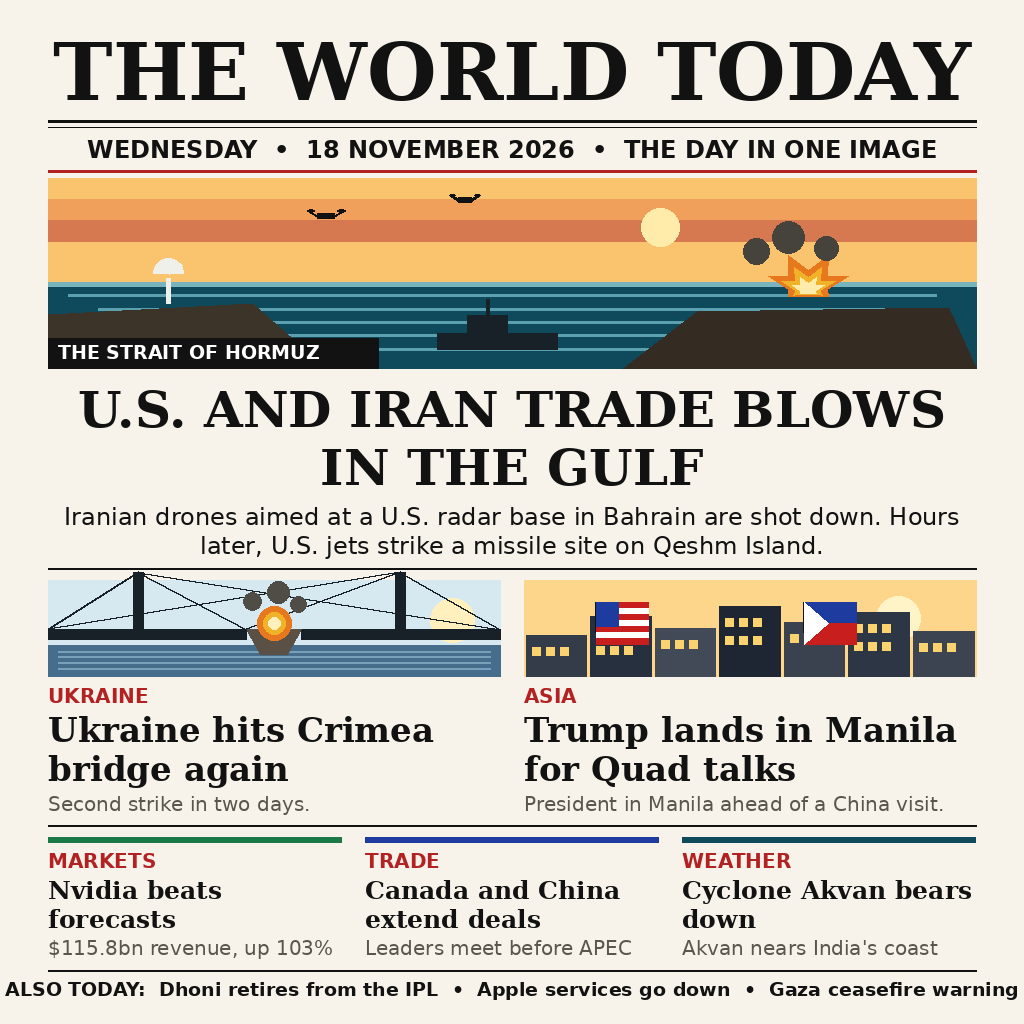 THE WORLD TODAY
WEDNESDAY • 18 NOVEMBER 2026 • THE DAY IN ONE IMAGE
THE STRAIT OF HORMUZ
U.S. AND IRAN TRADE BLOWS
IN THE GULF
Iranian drones aimed at a U.S. radar base in Bahrain are shot down. Hours
later, U.S. jets strike a missile site on Qeshm Island.
UKRAINE
Ukraine hits Crimea
bridge again
Second strike in two days.
ASIA
Trump lands in Manila
for Quad talks
President in Manila ahead of a China visit.
MARKETS
Nvidia beats
forecasts
$115.8bn revenue, up 103%
TRADE
Canada and China
extend deals
Leaders meet before APEC
WEATHER
Cyclone Akvan bears
down
Akvan nears India's coast
ALSO TODAY: Dhoni retires from the IPL • Apple services go down • Gaza ceasefire warning